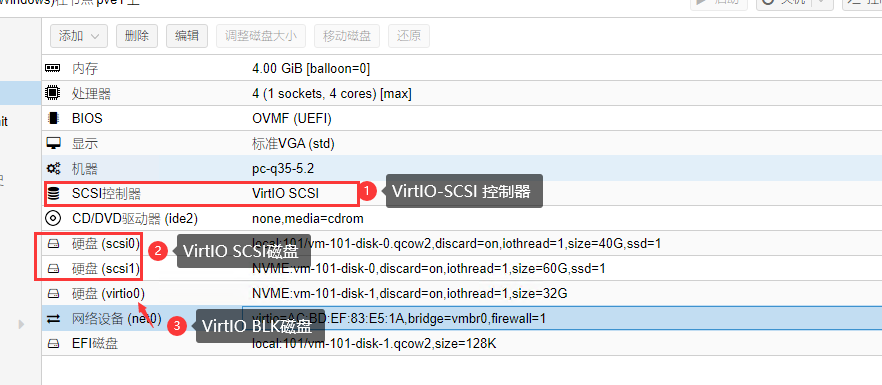 Windows)在节点"pve1"上
启动
关机
添加 删除 编辑 调整磁盘大小 移动磁盘 还原
内存 4.00 GiB [balloon=0]
处理器 4 (1 sockets, 4 cores) [max]
BIOS OVMF (UEFI)
显示 标准VGA (std)
机器 pc-q35-5.2
SCSI控制器 VirtIO SCSI 1 VirtIO-SCSI 控制器
CD/DVD驱动器 (ide2) none,media=cdrom
硬盘 (scsi0) local:101/vm-101-disk-0.qcow2,discard=on,iothread=1,size=40G,ssd=1
2 VirtIO SCSI磁盘
硬盘 (scsi1) NVME:vm-101-disk-0,discard=on,iothread=1,size=60G,ssd=1
硬盘 (virtio0) NVME:vm-101-disk-1,discard=on,iothread=1,size=32G
网络设备 (net0) virtio=AC:BD:EF:83:E5:1A,bridge=vmbr0,firewall=1
3 VirtIO BLK磁盘
EFI磁盘 local:101/vm-101-disk-1.qcow2,size=128K